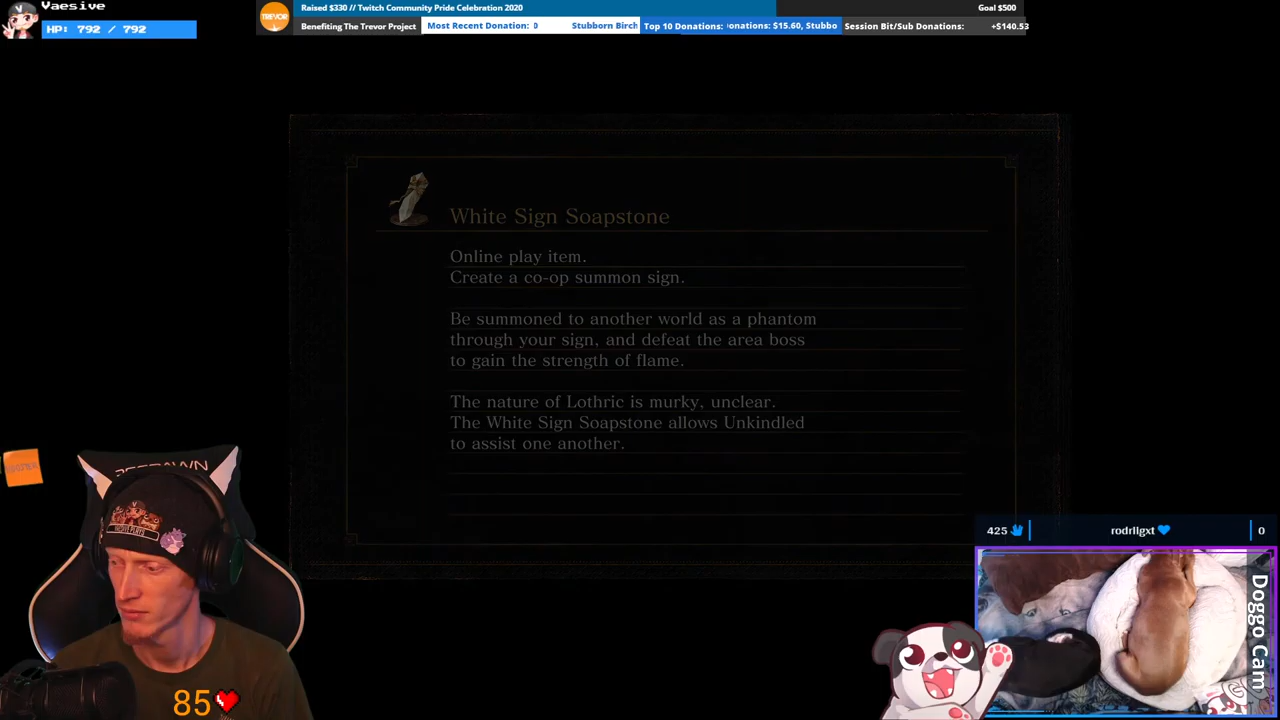 Vaesive
HP: 792 / 792
TREVOR
Raised $330 // Twitch Community Pride Celebration 2020
Goal $500
Benefiting The Trevor Project
Most Recent Donation: 0
Stubborn Birch
Top 10 Donations:
onations: $15.60, Stubbo
Session Bit/Sub Donations:
+$140.53
White Sign Soapstone
Online play item.
Create a co-op summon sign.
Be summoned to another world as a phantom
through your sign, and defeat the area boss
to gain the strength of flame.
The nature of Lothric is murky, unclear.
The White Sign Soapstone allows Unkindled
to assist one another.
425
rodrligxt
0
Doggo Cam
85